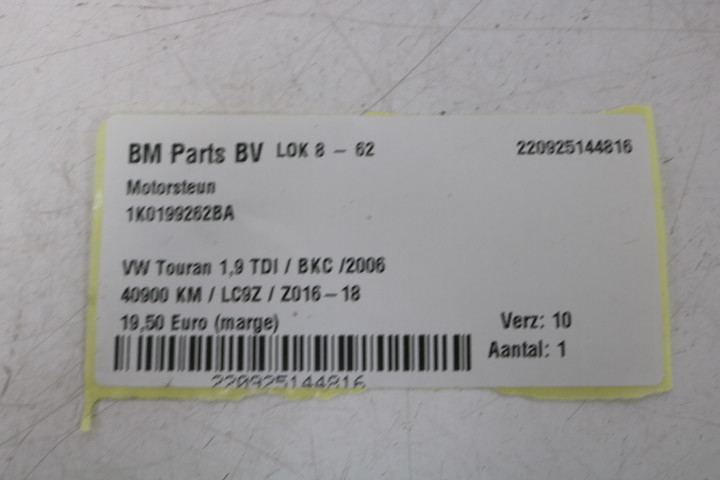 BM Parts BV LOK 8 - 62 220925144816
Motorsteun
1K0199262BA
VW Touran 1,9 TDI / BKC /2006
40900 KM / LC9Z / Z016-18
19,50 Euro (marge) Verz: 10
Aantal: 1
220925144816